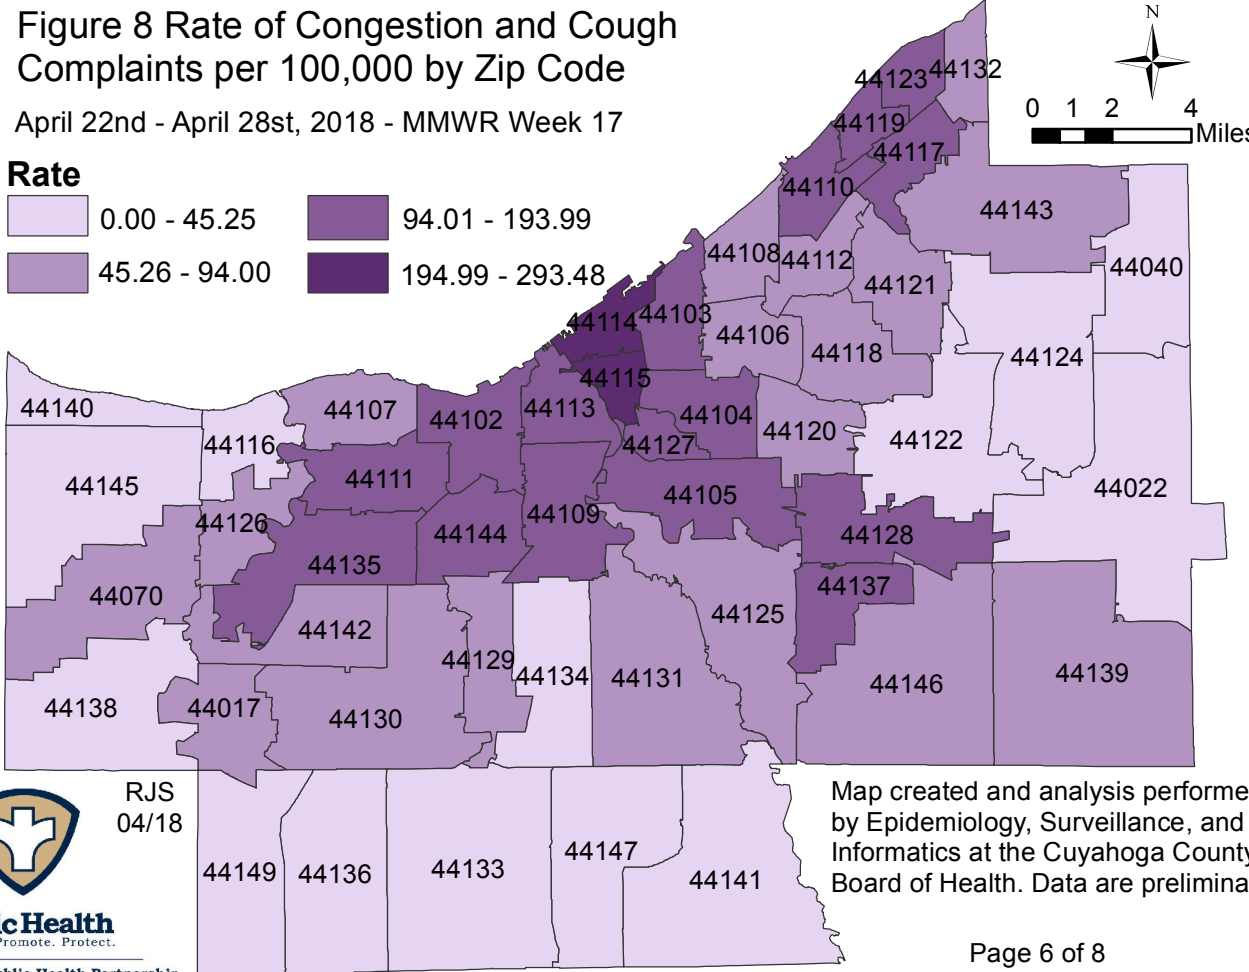 Figure 8 Rate of Congestion and Cough
Complaints per 100,000 by Zip Code
April 22nd - April 28st, 2018 - MMWR Week 17
Rate
0.00 - 45.25
94.01 - 193.99
45.26 - 94.00
194.99 - 293.48
N
0 1 2 4
Miles
44123
44132
44119
44117
44110
44143
44108
44112
44040
44121
44114
44103
44106
44118
44124
44115
44140
44107
44102
44113
44104
44120
44116
44127
44122
44145
44111
44105
44022
44126
44109
44144
44128
44135
44070
44137
44125
44142
44129
44134
44131
44146
44139
44138
44017
44130
44149
44136
44133
44147
44141
RJS
04/18
Map created and analysis performe
by Epidemiology, Surveillance, and
Informatics at the Cuyahoga County
Board of Health. Data are prelimina
ic Health
Promote. Protect.
Health Partnership
Page 6 of 8